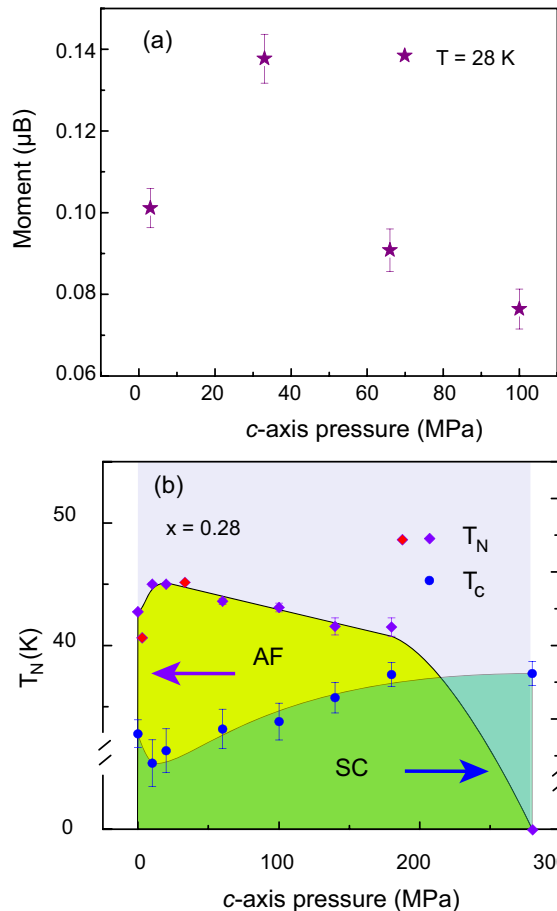 (a)
T = 28 K
Moment (μB)
0.14
0.12
0.10
0.08
0.06
0 20 40 60 80 100
c-axis pressure (MPa)
(b)
x = 0.28
T_N
T_c
T_N(K)
50
40
0
AF
SC
0 100 200 300
c-axis pressure (MPa)